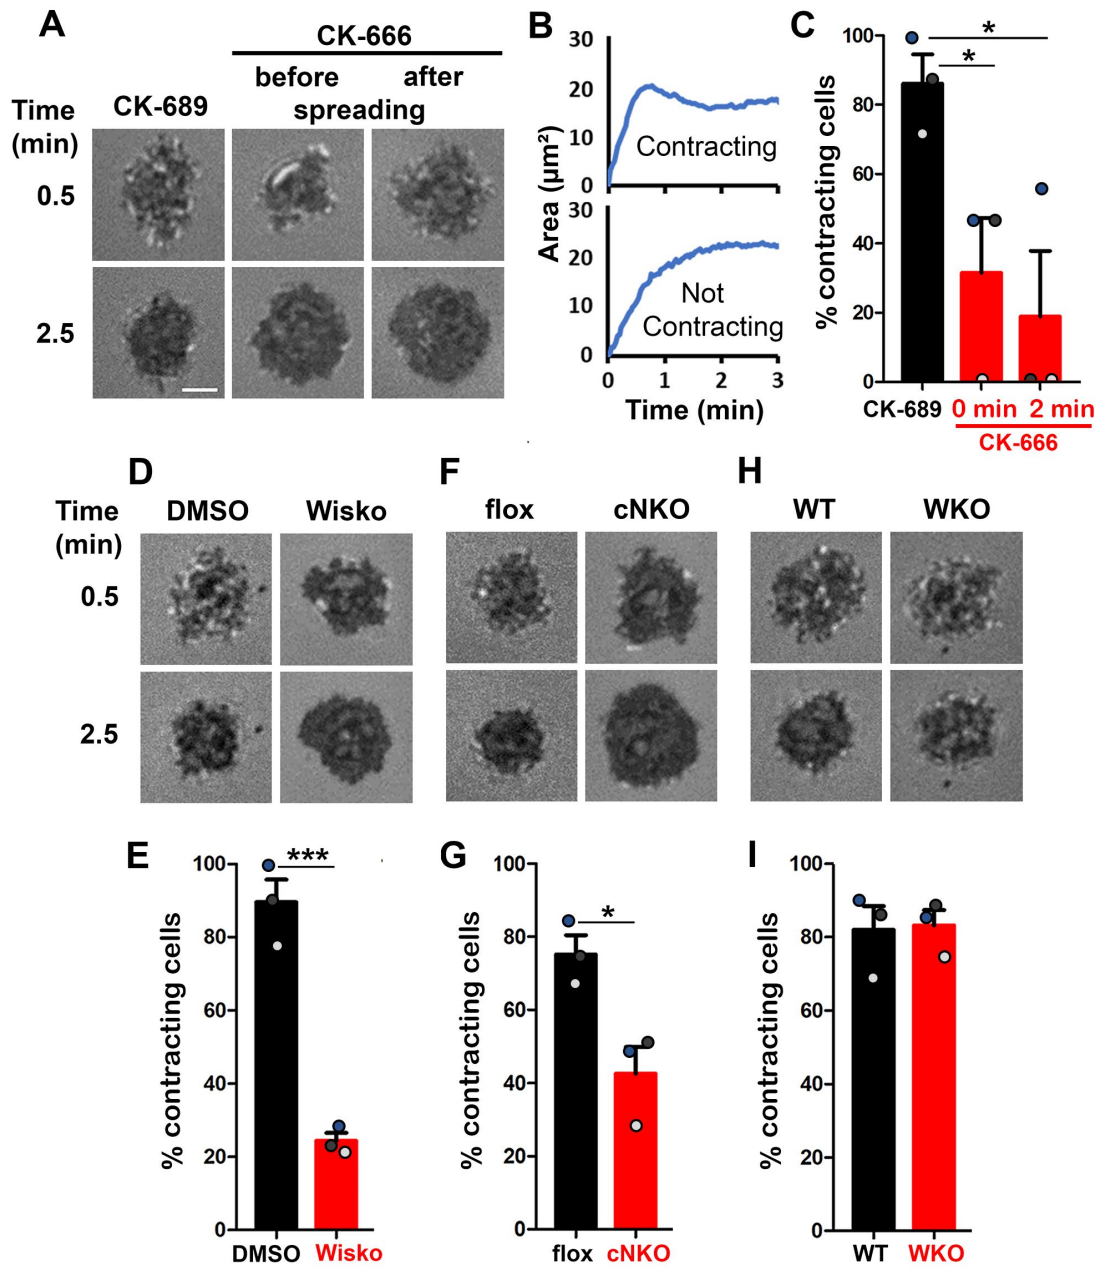 A
CK-666
before after
spreading
Time
(min)
CK-689
0.5
2.5
B
30
20
10
0
Contracting
30
20
10
0
Not
Contracting
0 1 2 3
Area (µm²)
Time (min)
C
100
80
60
40
20
0
% contracting cells
*
*
CK-689 0 min 2 min
CK-666
D
DMSO Wisko
Time
(min)
0.5
2.5
F
flox cNKO
H
WT WKO
E
100
80
60
40
20
0
% contracting cells
***
DMSO Wisko
G
100
80
60
40
20
0
% contracting cells
*
flox cNKO
I
100
80
60
40
20
0
% contracting cells
WT WKO